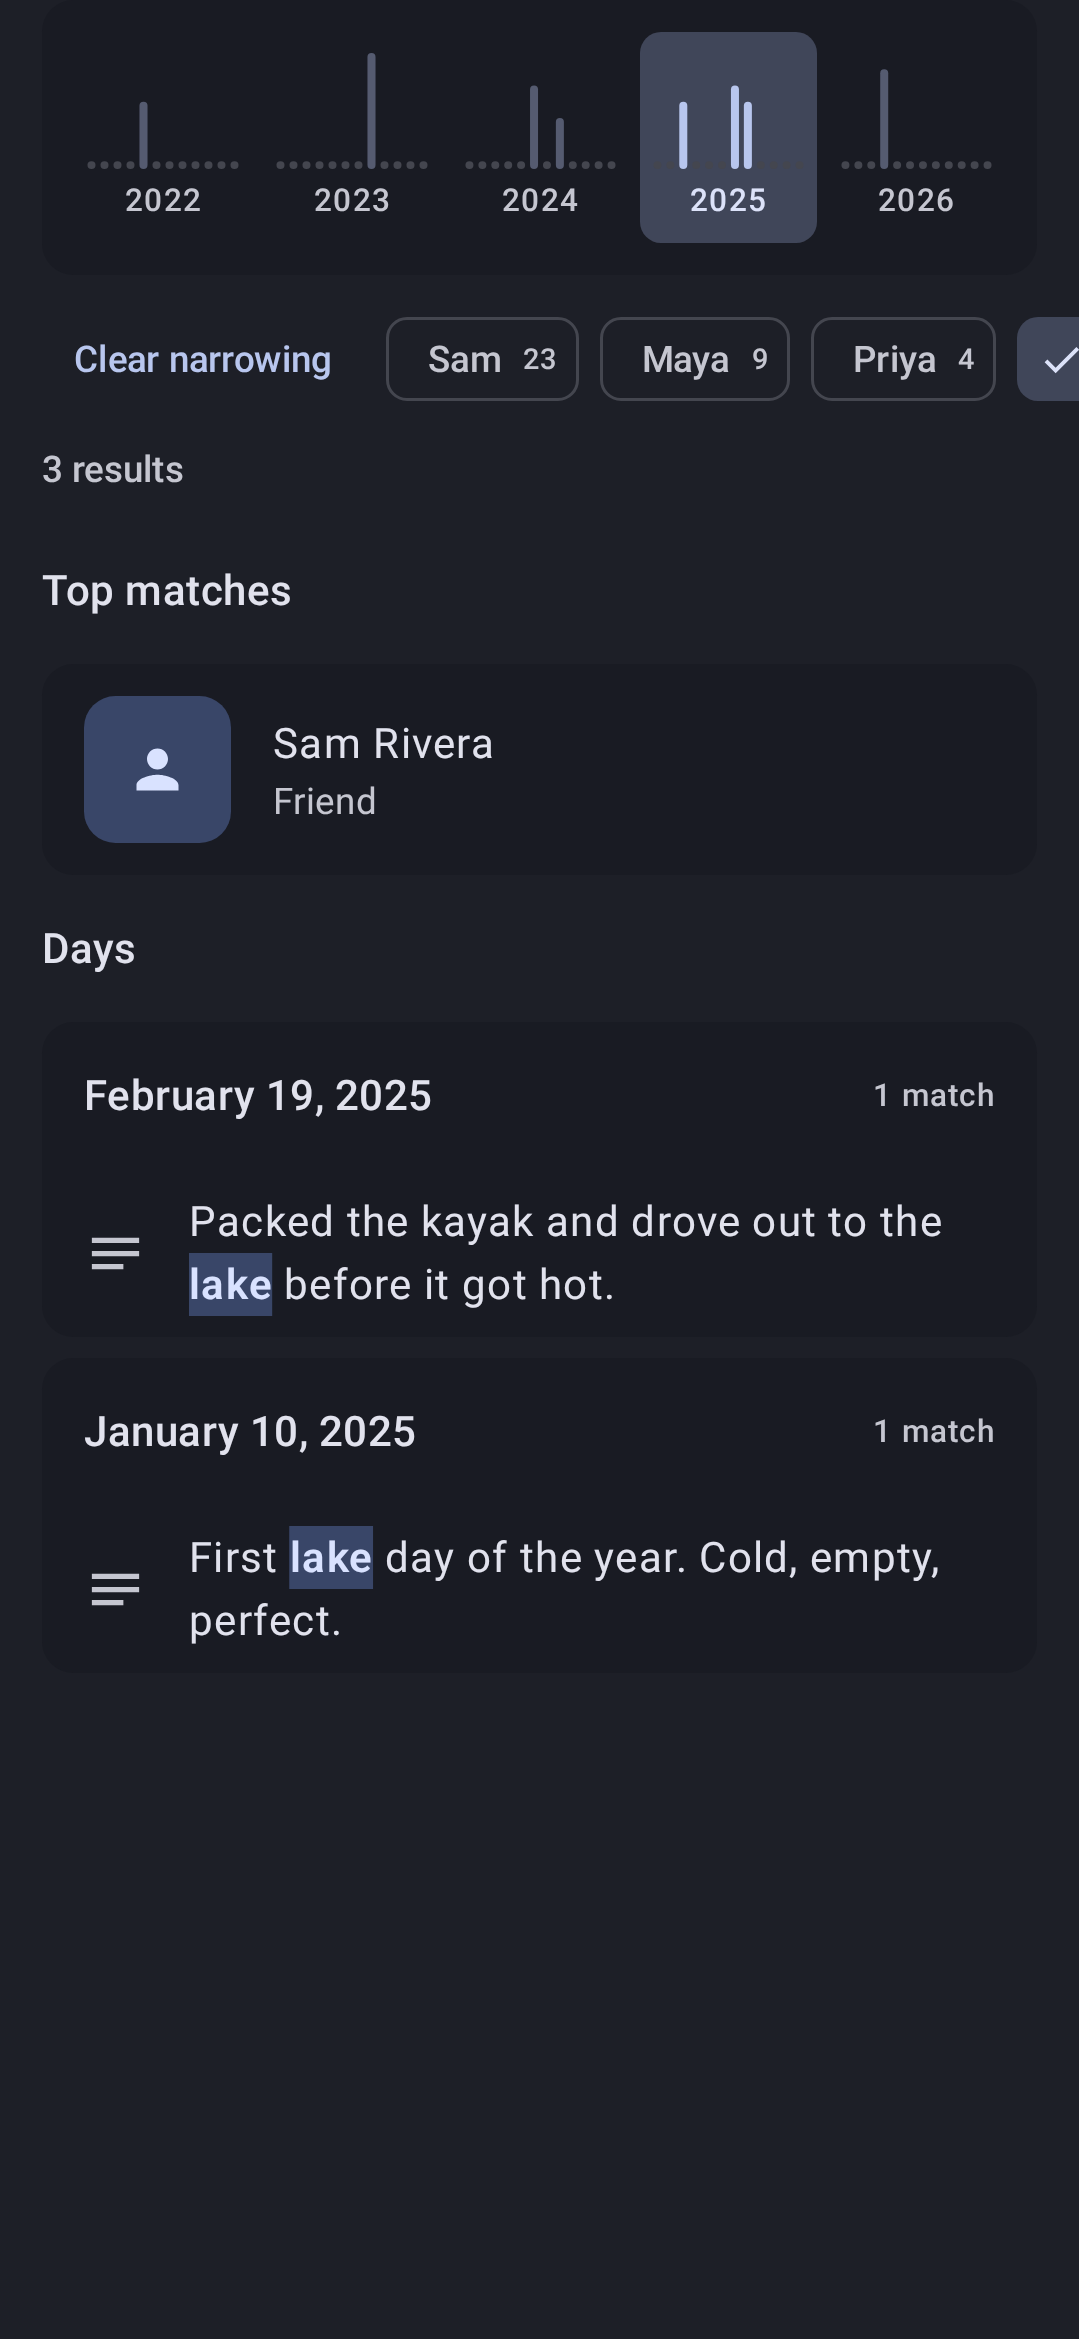 2022 2023 2024 2025 2026
Clear narrowing Sam 23 Maya 9 Priya 4
3 results
Top matches
Sam Rivera
Friend
Days
February 19, 2025 1 match
Packed the kayak and drove out to the
lake before it got hot.
January 10, 2025 1 match
First lake day of the year. Cold, empty,
perfect.